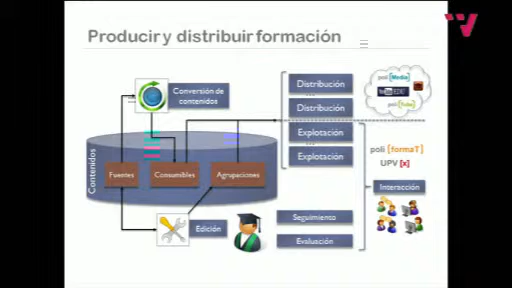 Producir y distribuir formación
Conversión de
contenidos
Distribución
Distribución
Explotación
Explotación
poli [Media]
EDU
poli [Tube]
Contenidos
Fuentes
Consumibles
Agrupaciones
poli [formaT]
UPV [x]
Interacción
Edición
Seguimiento
Evaluación